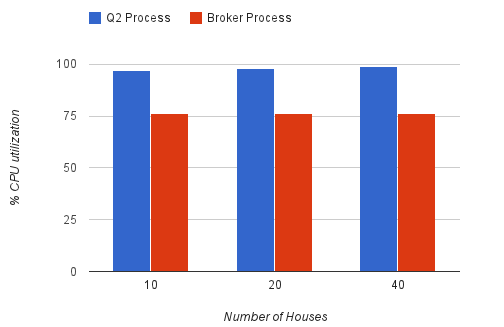 Q2 Process Broker Process
100
75
50
25
0
10 20 40
% CPU utilization
Number of Houses